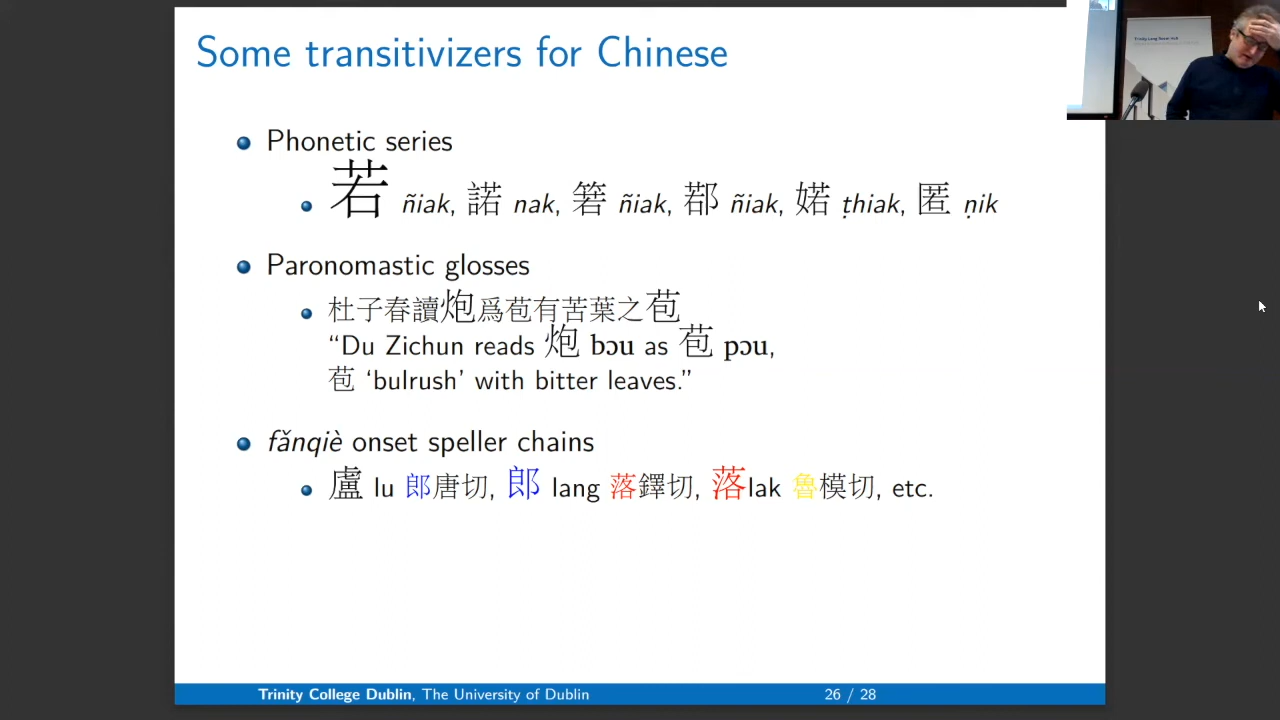 Some transitivizers for Chinese
Phonetic series
若 ñiak, 諾 nak, 箬 ñiak, 鄀 ñiak, 婼 ṭhiak, 匿 ṇik
Paronomastic glosses
杜子春讀炮爲苞有苦葉之苞
“Du Zichun reads 炮 bɔu as 苞 pɔu,
苞 ‘bulrush’ with bitter leaves.”
fǎnqiè onset speller chains
盧 lu 郎唐切, 郎 lang 落鐸切, 落lak 魯模切, etc.
Trinity College Dublin, The University of Dublin
26 / 28